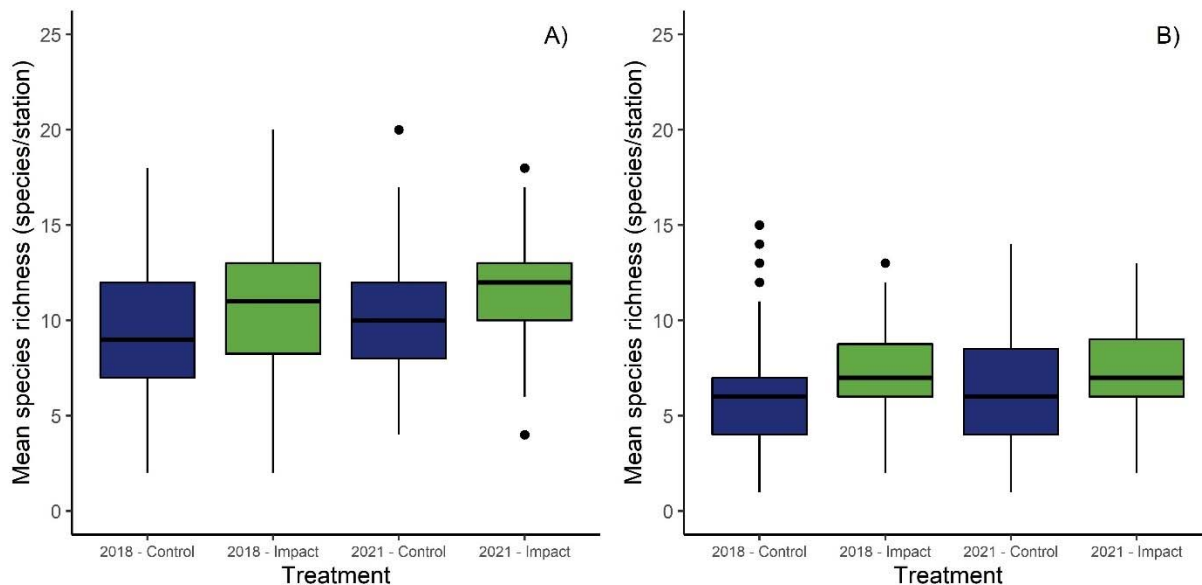 A)
Mean species richness (species/station)
25
20
15
10
5
0
2018 - Control 2018 - Impact 2021 - Control 2021 - Impact
Treatment
B)
Mean species richness (species/station)
25
20
15
10
5
0
2018 - Control 2018 - Impact 2021 - Control 2021 - Impact
Treatment